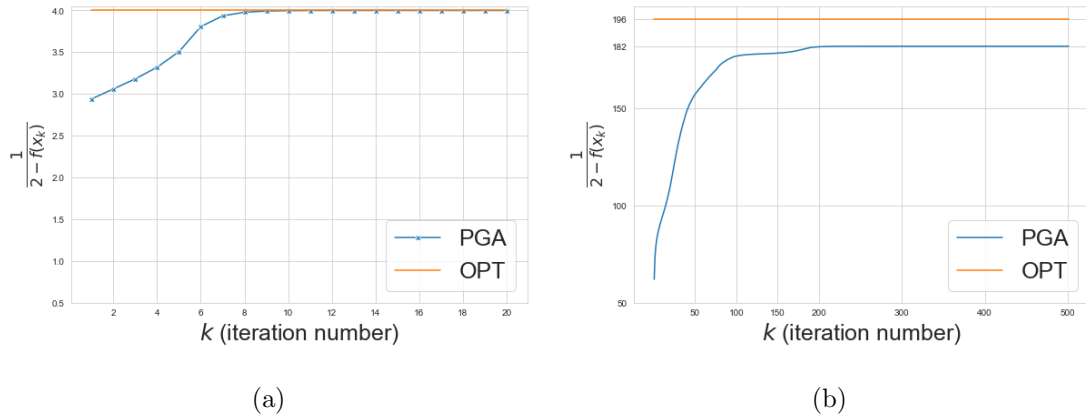 4.0
3.5
3.0
2.5
2.0
1.5
1.0
0.5
1
2 − f(x_k)
2 4 6 8 10 12 14 16 18 20
k (iteration number)
PGA
OPT
(a)
196
182
150
100
50
1
2 − f(x_k)
50 100 200 300 400 500
k (iteration number)
PGA
OPT
(b)